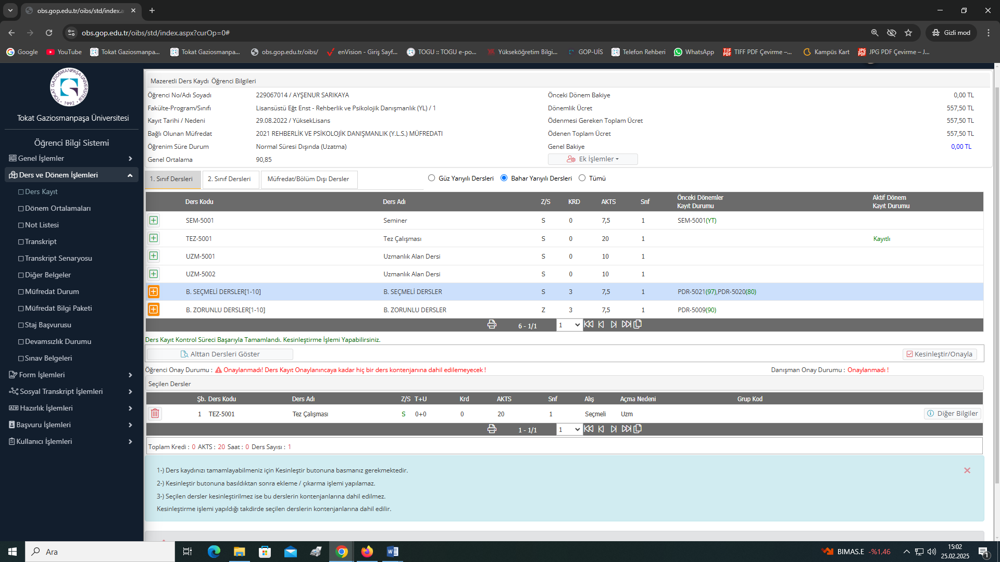 obs.gop.edu.tr/oibs/std/index.a
obs.gop.edu.tr/oibs/std/index.aspx?curOp=0#
Gizli mod
Google
YouTube
Tokat Gaziosmanpa...
Tokat Gaziosmanpa...
obs.gop.edu.tr/oibs/
enVision - Giriş Sayf...
TOGU :: TOGU e-po...
Yükseköğretim Bilgi...
GOP-UİS
Telefon Rehberi
WhatsApp
TIFF PDF Çevirme –...
Kampüs Kart
JPG PDF Çevirme – J...
TOKAT GAZİOSMANPAŞA ÜNİVERSİTESİ
1992
Tokat Gaziosmanpaşa Üniversitesi
Öğrenci Bilgi Sistemi
Genel İşlemler
Ders ve Dönem İşlemleri
Ders Kayıt
Dönem Ortalamaları
Not Listesi
Transkript
Transkript Senaryosu
Diğer Belgeler
Müfredat Durum
Müfredat Bilgi Paketi
Staj Başvurusu
Devamsızlık Durumu
Sınav Belgeleri
Form İşlemleri
Sosyal Transkript İşlemleri
Hazırlık İşlemleri
Başvuru İşlemleri
Kullanıcı İşlemleri
Mazeretli Ders Kaydı Öğrenci Bilgileri
Öğrenci No/Adı Soyadı 229067014 / AYŞENUR SARIKAYA Önceki Dönem Bakiye 0,00 TL
Fakülte-Program/Sınıfı Lisansüstü Eğt Enst - Rehberlik ve Psikolojik Danışmanlık (YL) / 1 Dönemlik Ücret 557,50 TL
Kayıt Tarihi / Nedeni 29.08.2022 / YüksekLisans Ödenmesi Gereken Toplam Ücret 557,50 TL
Bağlı Olunan Müfredat 2021 REHBERLİK VE PSİKOLOJİK DANIŞMANLIK (Y.L.S.) MÜFREDATI Ödenen Toplam Ücret 557,50 TL
Öğrenim Süre Durum Normal Süresi Dışında (Uzatma) Genel Bakiye 0,00 TL
Genel Ortalama 90,85 Ek İşlemler
1. Sınıf Dersleri 2. Sınıf Dersleri Müfredat/Bölüm Dışı Dersler Güz Yarıyılı Dersleri Bahar Yarıyılı Dersleri Tümü
Ders Kodu Ders Adı Z/S KRD AKTS Snf Önceki Dönemler Kayıt Durumu Aktif Dönem Kayıt Durumu
SEM-5001 Seminer S 0 7,5 1 SEM-5001(YT)
TEZ-5001 Tez Çalışması S 0 20 1 Kayıtlı
UZM-5001 Uzmanlık Alan Dersi S 0 10 1
UZM-5002 Uzmanlık Alan Dersi S 0 10 1
B. SEÇMELİ DERSLER[1-10] B. SEÇMELİ DERSLER S 3 7,5 1 PDR-5021(97),PDR-5020(80)
B. ZORUNLU DERSLER[1-10] B. ZORUNLU DERSLER Z 3 7,5 1 PDR-5009(90)
6 - 1/1 1
Ders Kayıt Kontrol Süreci Başarıyla Tamamlandı. Kesinleştirme İşlemi Yapabilirsiniz.
Alttan Dersleri Göster Kesinleştir/Onayla
Öğrenci Onay Durumu : Onaylanmadı! Ders Kayıt Onaylanıncaya kadar hiç bir ders kontenjanına dahil edilemeyecek ! Danışman Onay Durumu : Onaylanmadı !
Seçilen Dersler
Şb. Ders Kodu Ders Adı Z/S T+U Krd AKTS Snf Alış Açma Nedeni Grup Kod
1 TEZ-5001 Tez Çalışması S 0+0 0 20 1 Seçmeli Uzm Diğer Bilgiler
1 - 1/1 1
Toplam Kredi : 0 AKTS : 20 Saat : 0 Ders Sayısı : 1
1-) Ders kaydınızı tamamlayabilmeniz için Kesinleştir butonuna basmanız gerekmektedir.
2-) Kesinleştir butonuna basıldıktan sonra ekleme / çıkarma işlemi yapılamaz.
3-) Seçilen dersler kesinleştirilmez ise bu derslerin kontenjanlarına dahil edilmez.
Kesinleştirme işlemi yapıldığı takdirde seçilen derslerin kontenjanlarına dahil edilir.
Ara
BIMAS.E -%1,46
15:02
25.02.2025
1